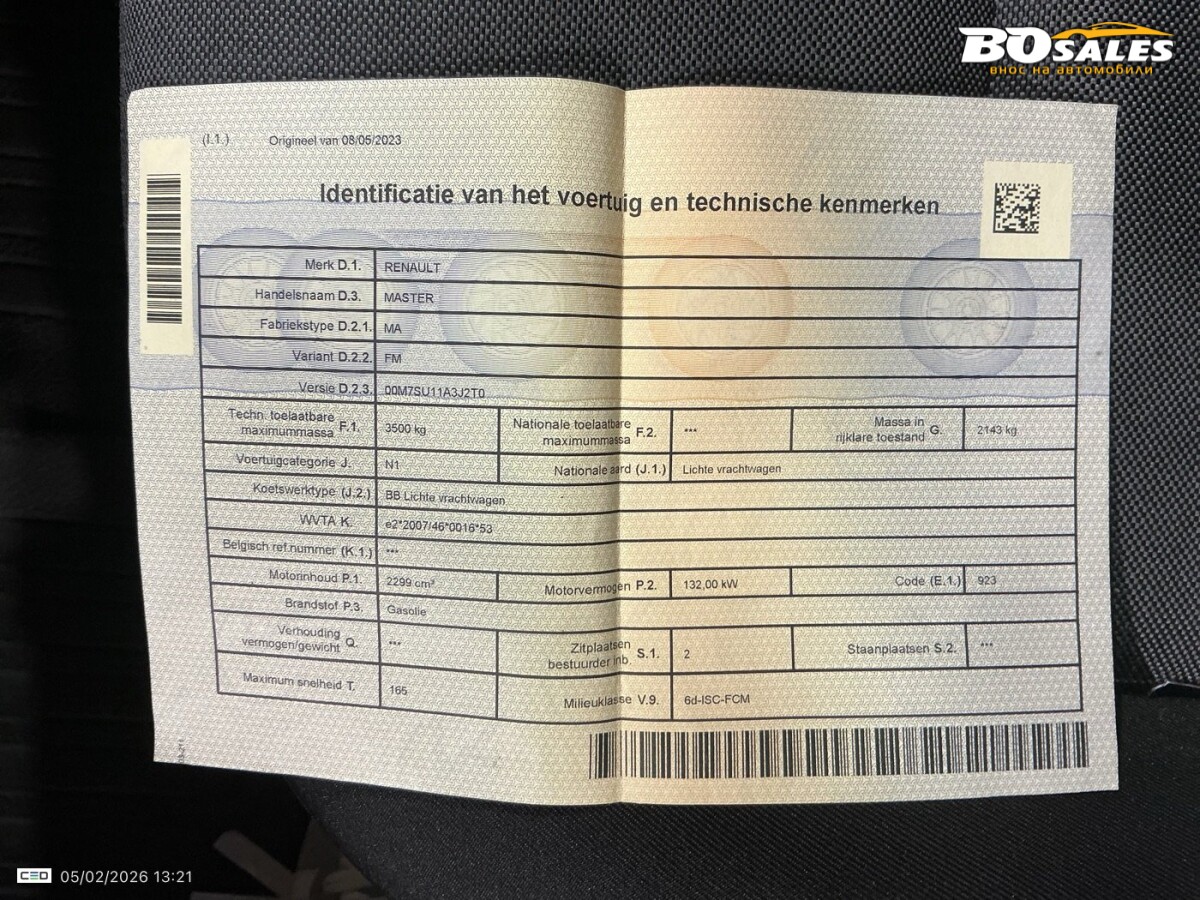 BOSALES
внос на автомобили
(I.1.) Origineel van 08/05/2023
Identificatie van het voertuig en technische kenmerken
Merk D.1. RENAULT
Handelsnaam D.3. MASTER
Fabriekstype D.2.1. MA
Variant D.2.2. FM
Versie D.2.3. 00M7SU11A3J2T0
Techn. toelaatbare maximummassa F.1. 3500 kg Nationale toelaatbare maximummassa F.2. *** Massa in rijklare toestand G. 2143 kg
Voertuigcategorie J. N1 Nationale aard (J.1.) Lichte vrachtwagen
Koetswerktype (J.2.) BB Lichte vrachtwagen
WVTA K. e2*2007/46*0016*53
Belgisch ref.nummer (K.1.) ***
Motorinhoud P.1. 2299 cm³ Motorvermogen P.2. 132,00 kW Code (E.1.) 923
Brandstof P.3. Gasolie
Verhouding vermogen/gewicht Q. *** Zitplaatsen bestuurder inb. S.1. 2 Staanplaatsen S.2. ***
Maximum snelheid T. 165 Milieuklasse V.9. 6d-ISC-FCM
CEO 05/02/2026 13:21